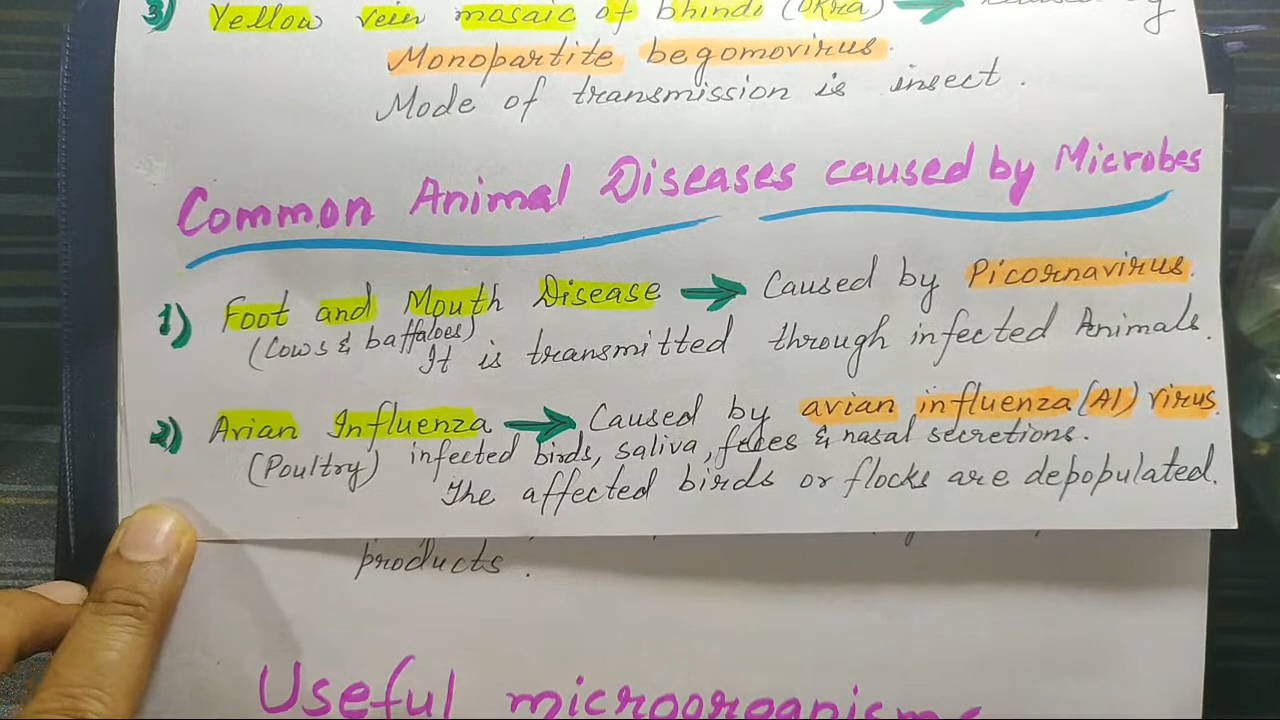 3) Yellow vein mosaic of bhindi (Okra) →
Monopartite begomovirus.
Mode of transmission is insect.
Common Animal Diseases caused by Microbes
1) Foot and Mouth Disease → Caused by Picornavirus.
(Cows & baffaloes) It is transmitted through infected Animals.
2) Avian Influenza → Caused by avian influenza (AI) virus.
(Poultry) infected birds, saliva, feces & nasal secretions.
The affected birds or flocks are depopulated.
products.
Useful microorganisms